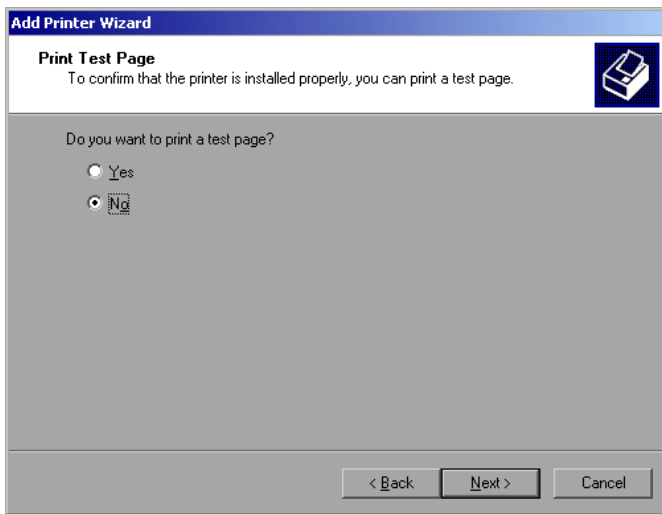 Add Printer Wizard
Print Test Page
To confirm that the printer is installed properly, you can print a test page.
Do you want to print a test page?
Yes
No
< Back
Next >
Cancel